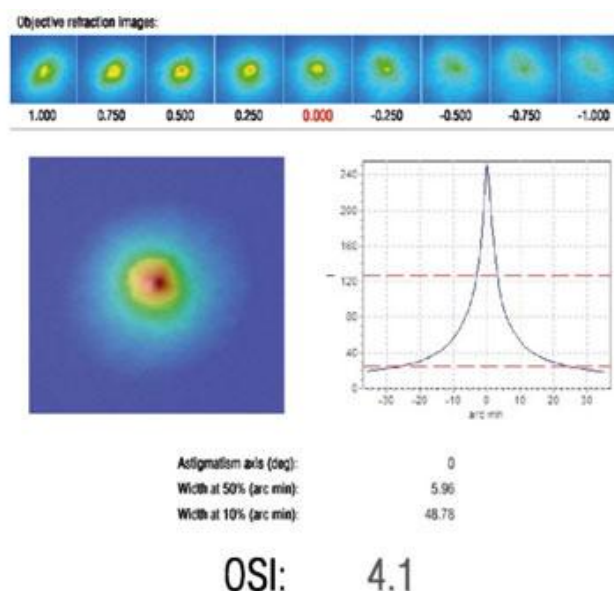 Objective refraction images:
1.000 0.750 0.500 0.250 0.000 -0.250 -0.500 -0.750 -1.000
240
200
160
120
80
40
0
-30 -20 -10 0 10 20 30
arc min
Astigmatism axis (deg): 0
Width at 50% (arc min): 5.96
Width at 10% (arc min): 48.78
OSI: 4.1